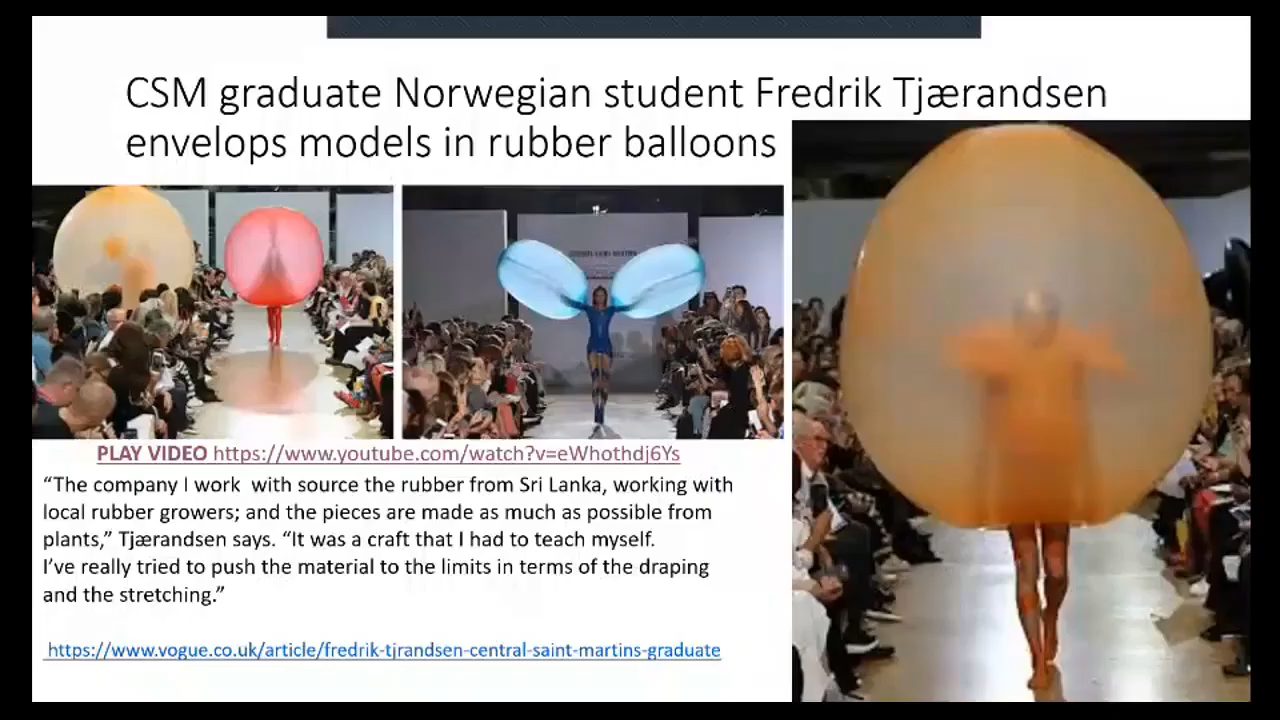 CSM graduate Norwegian student Fredrik Tjærandsen
envelops models in rubber balloons
PLAY VIDEO https://www.youtube.com/watch?v=eWhothdj6Ys
“The company I work  with source the rubber from Sri Lanka, working with
local rubber growers; and the pieces are made as much as possible from
plants,” Tjærandsen says. “It was a craft that I had to teach myself.
I’ve really tried to push the material to the limits in terms of the draping
and the stretching.”
https://www.vogue.co.uk/article/fredrik-tjrandsen-central-saint-martins-graduate